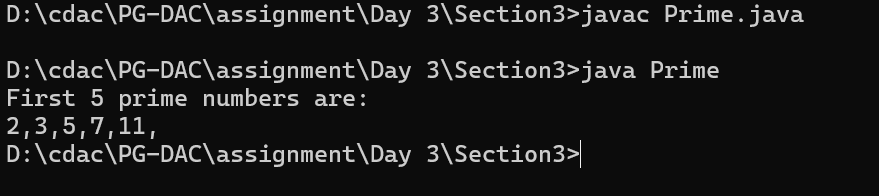 D:\cdac\PG-DAC\assignment\Day 3\Section3>javac Prime.java
D:\cdac\PG-DAC\assignment\Day 3\Section3>java Prime
First 5 prime numbers are:
2,3,5,7,11,
D:\cdac\PG-DAC\assignment\Day 3\Section3>